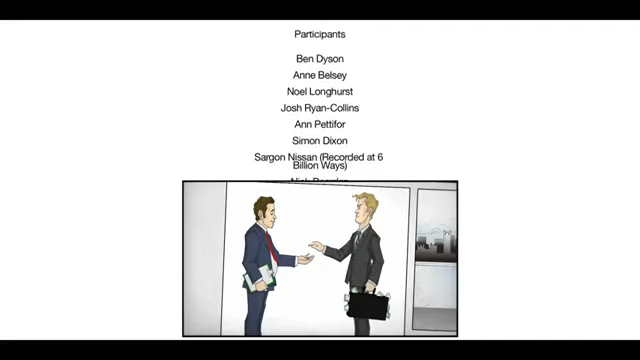 Participants
Ben Dyson
Anne Belsey
Noel Longhurst
Josh Ryan-Collins
Ann Pettifor
Simon Dixon
Sargon Nissan (Recorded at 6
Billion Ways)